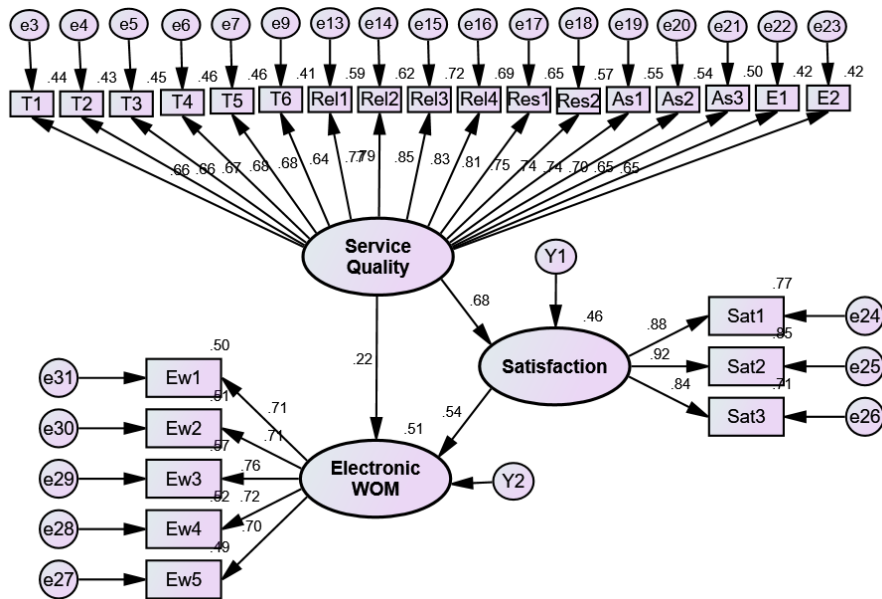 e3 e4 e5 e6 e7 e9 e13 e14 e15 e16 e17 e18 e19 e20 e21 e22 e23
.44 .43 .45 .46 .46 .41 .59 .62 .72 .69 .65 .57 .55 .54 .50 .42 .42
T1 T2 T3 T4 T5 T6 Rel1 Rel2 Rel3 Rel4 Res1 Res2 As1 As2 As3 E1 E2
.66 .66 .67 .68 .68 .64 .77 .79 .85 .83 .81 .75 .74 .74 .70 .65 .65
Service
Quality
Y1
.68
.46
.77
Sat1
e24
.88
.85
Satisfaction
.92
Sat2
e25
.71
.84
Sat3
e26
.22
.54
.50
e31
Ew1
.71
.51
e30
Ew2
.71
.57
e29
Ew3
.76
.52
e28
Ew4
.72
.49
e27
Ew5
.70
.51
Electronic
WOM
Y2